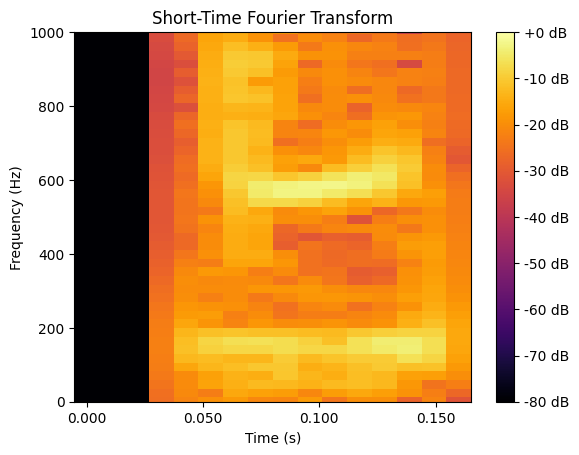 Short-Time Fourier Transform
Frequency (Hz)
1000
800
600
400
200
0
0.000
0.050
0.100
0.150
Time (s)
+0 dB
-10 dB
-20 dB
-30 dB
-40 dB
-50 dB
-60 dB
-70 dB
-80 dB